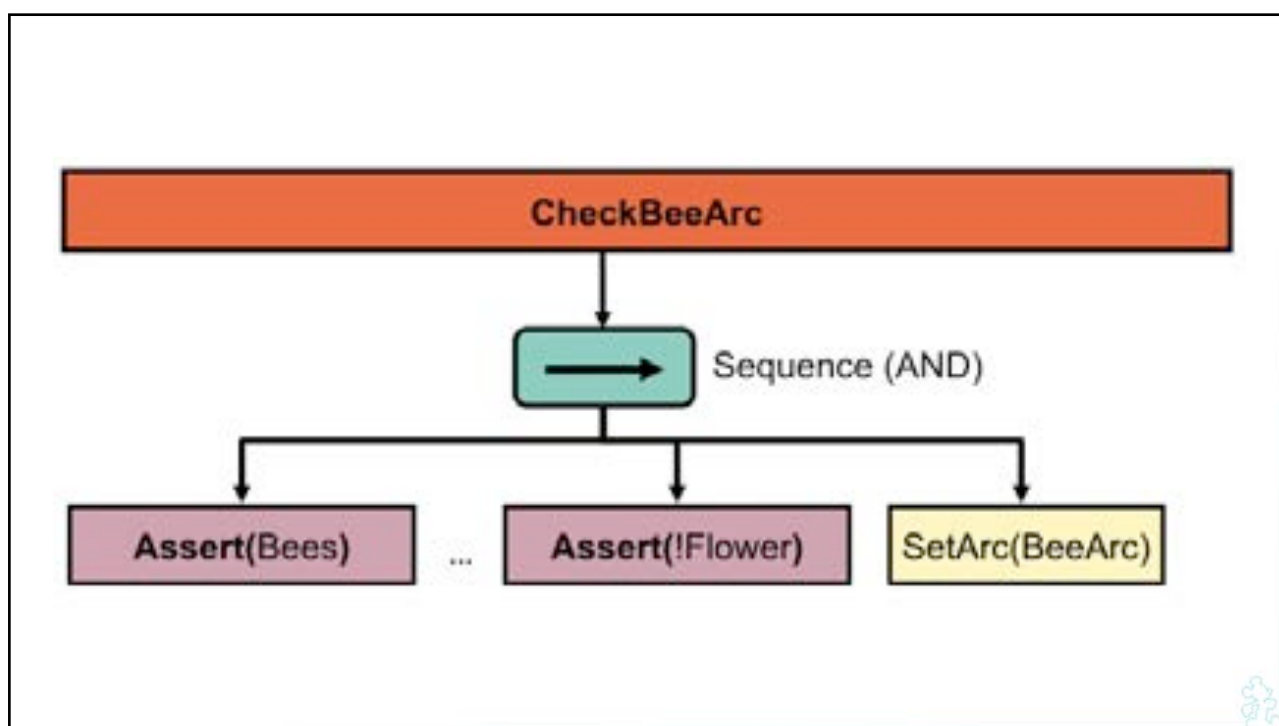 CheckBeeArc
Sequence (AND)
Assert(Bees)
...
Assert(!Flower)
SetArc(BeeArc)